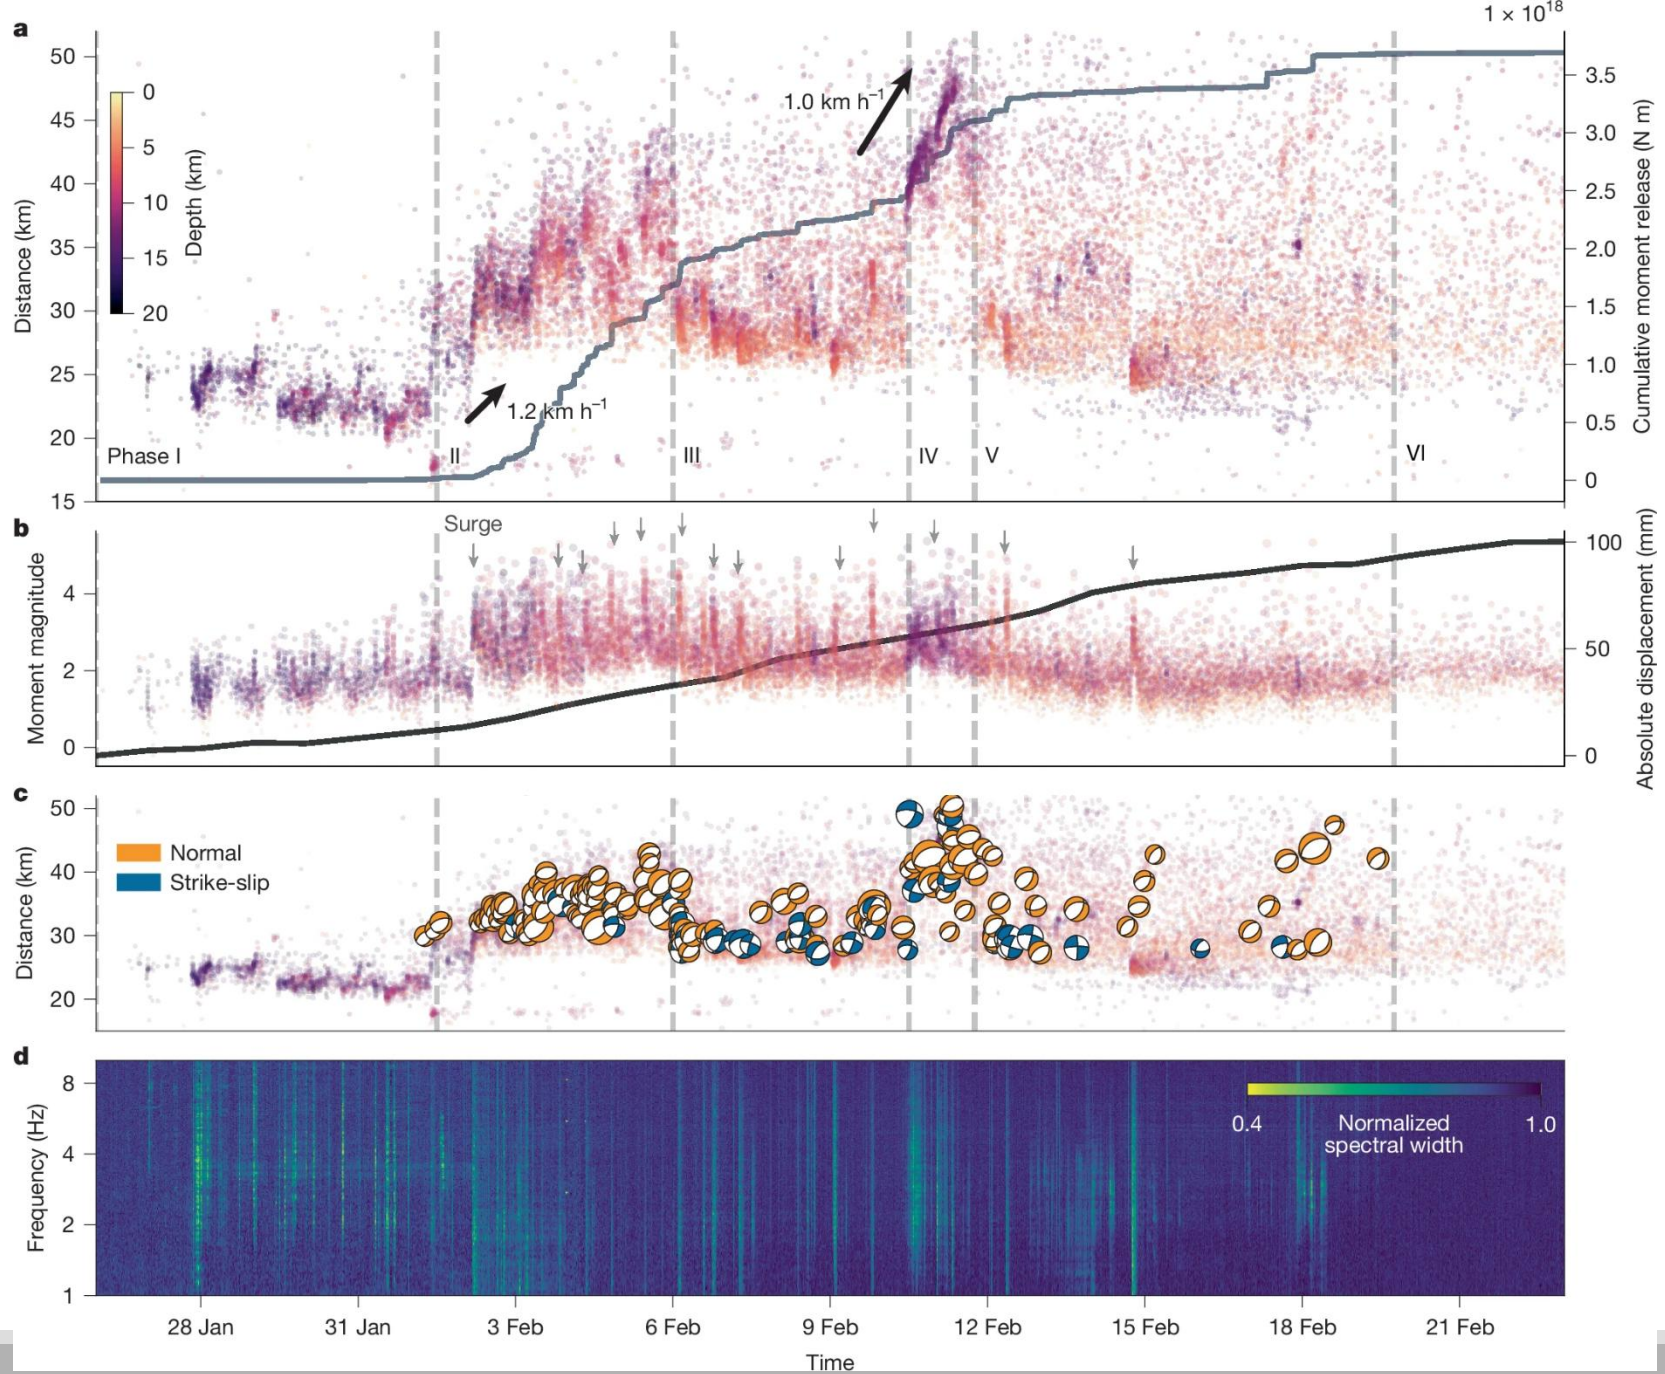 a
1 × 10¹⁸
50
45
40
35
30
25
20
15
Distance (km)
0
5
10
15
20
Depth (km)
1.0 km h⁻¹
1.2 km h⁻¹
Phase I
II
III
IV
V
VI
3.5
3.0
2.5
2.0
1.5
1.0
0.5
0
Cumulative moment release (N m)
b
Surge
4
2
0
Moment magnitude
100
50
0
Absolute displacement (mm)
c
50
40
30
20
Distance (km)
Normal
Strike-slip
d
8
4
2
1
Frequency (Hz)
0.4
Normalized
spectral width
1.0
28 Jan
31 Jan
3 Feb
6 Feb
9 Feb
12 Feb
15 Feb
18 Feb
21 Feb
Time